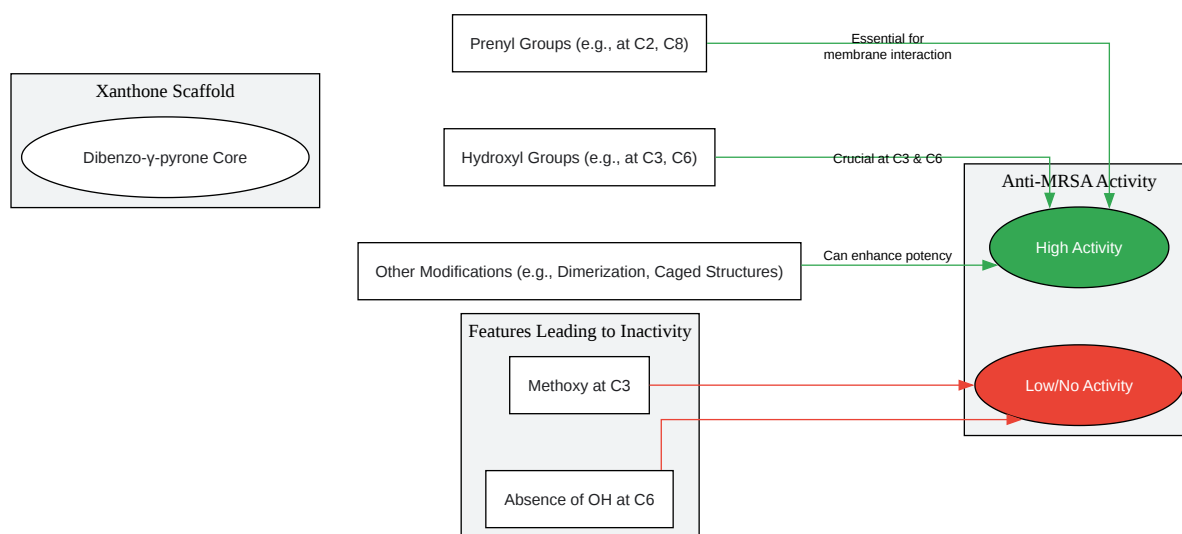 Prenyl Groups (e.g., at C2, C8)
Essential for
membrane interaction
Xanthone Scaffold
Dibenzo-γ-pyrone Core
Hydroxyl Groups (e.g., at C3, C6)
Crucial at C3 & C6
Anti-MRSA Activity
High Activity
Other Modifications (e.g., Dimerization, Caged Structures)
Can enhance potency
Features Leading to Inactivity
Methoxy at C3
Low/No Activity
Absence of OH at C6